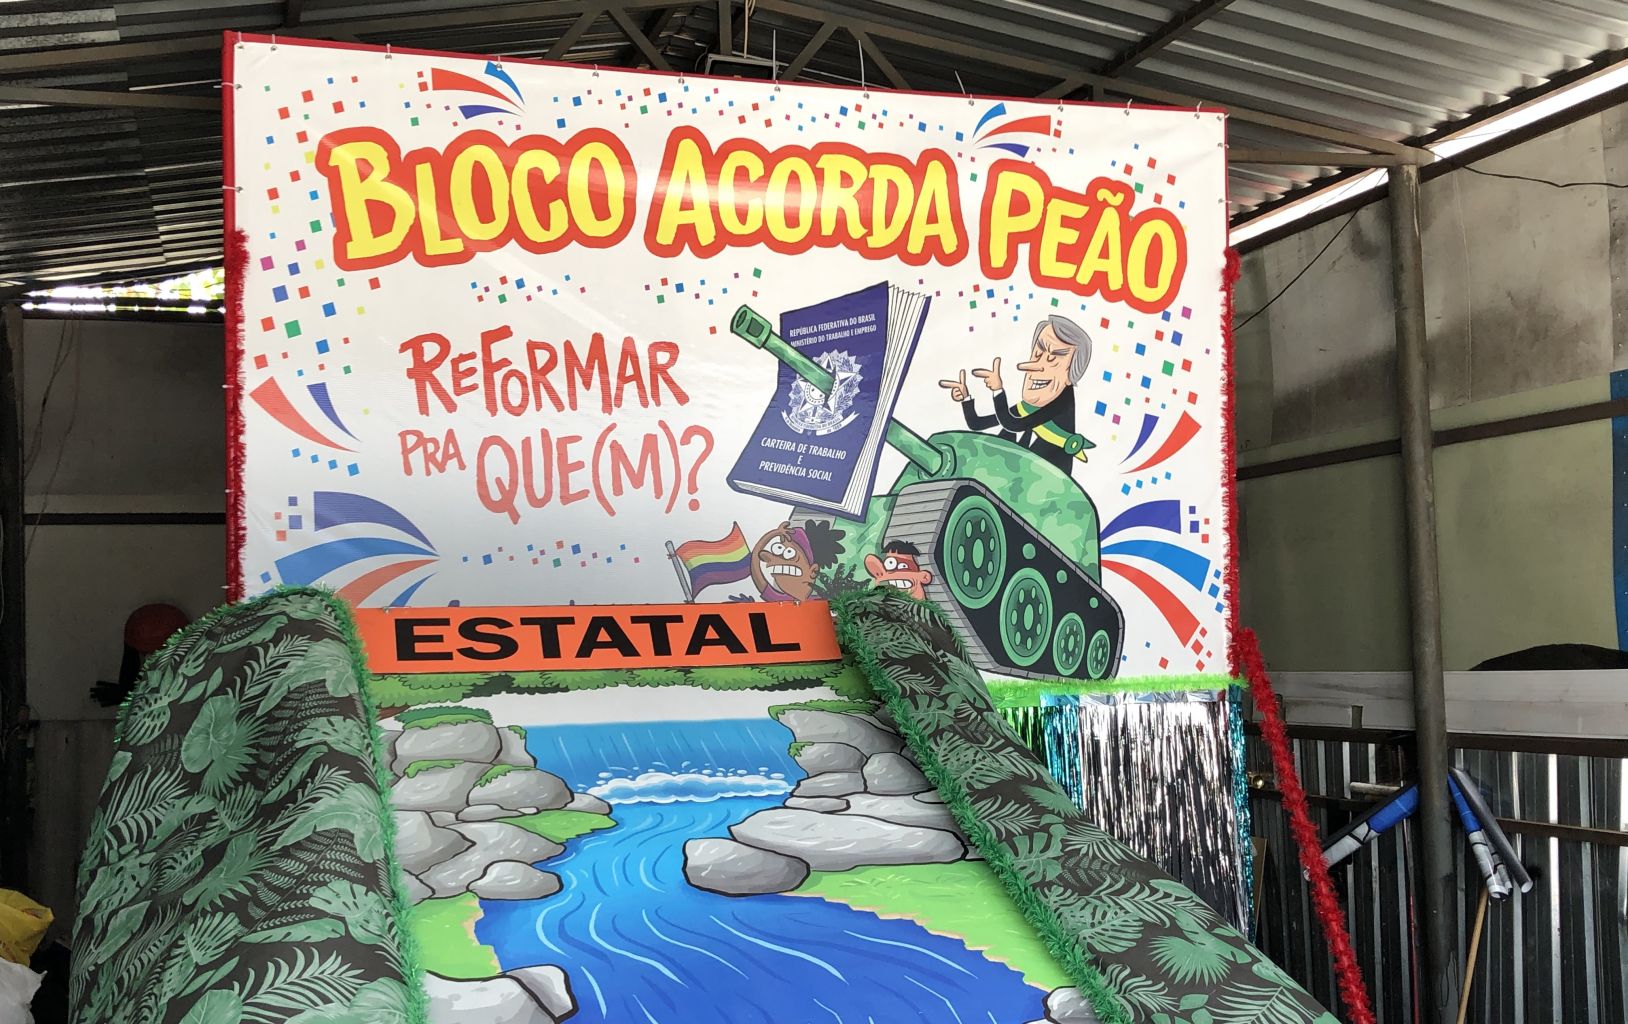 BLOCO ACORDA PEÃO
REFORMAR
PRA QUE(M)?
REPÚBLICA FEDERATIVA DO BRASIL
MINISTÉRIO DO TRABALHO E EMPREGO
CARTEIRA DE TRABALHO
E
PREVIDÊNCIA SOCIAL
ESTATAL